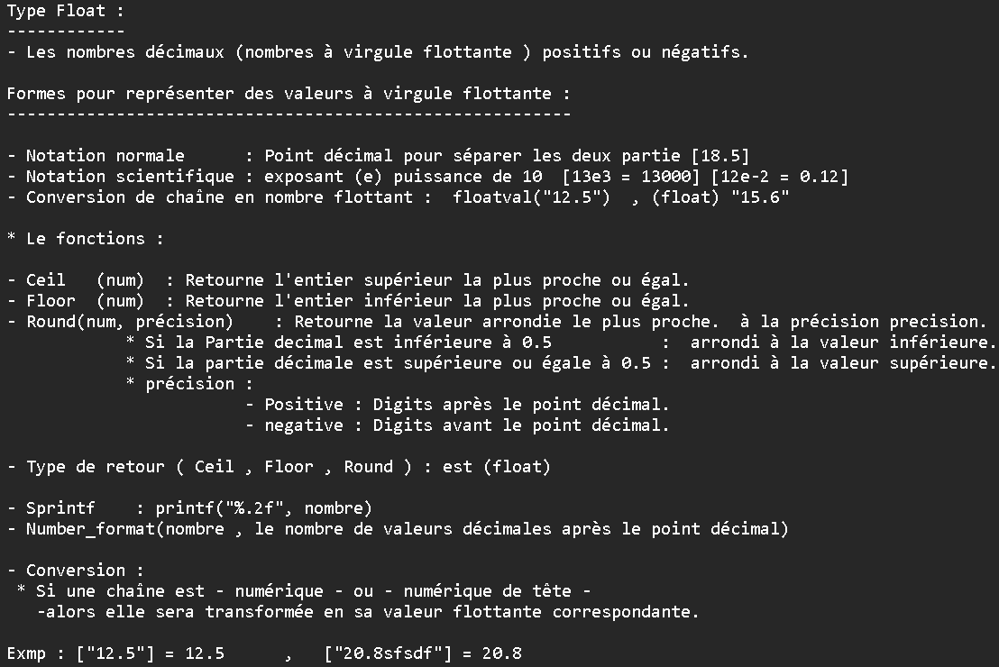 Type Float :
------------
- Les nombres décimaux (nombres à virgule flottante ) positifs ou négatifs.
Formes pour représenter des valeurs à virgule flottante :
---------------------------------------------------------
- Notation normale      : Point décimal pour séparer les deux partie [18.5]
- Notation scientifique : exposant (e) puissance de 10  [13e3 = 13000] [12e-2 = 0.12]
- Conversion de chaîne en nombre flottant :  floatval("12.5")  , (float) "15.6"
* Le fonctions :
- Ceil   (num)  : Retourne l'entier supérieur la plus proche ou égal.
- Floor  (num)  : Retourne l'entier inférieur la plus proche ou égal.
- Round(num, précision)    : Retourne la valeur arrondie le plus proche.  à la précision precision.
            * Si la Partie decimal est inférieure à 0.5           :  arrondi à la valeur inférieure.
            * Si la partie décimale est supérieure ou égale à 0.5 :  arrondi à la valeur supérieure.
            * précision :
                        - Positive : Digits après le point décimal.
                        - negative : Digits avant le point décimal.
- Type de retour ( Ceil , Floor , Round ) : est (float)
- Sprintf    : printf("%.2f", nombre)
- Number_format(nombre , le nombre de valeurs décimales après le point décimal)
- Conversion :
 * Si une chaîne est - numérique - ou - numérique de tête -
   -alors elle sera transformée en sa valeur flottante correspondante.
Exmp : ["12.5"] = 12.5      ,   ["20.8sfsdf"] = 20.8